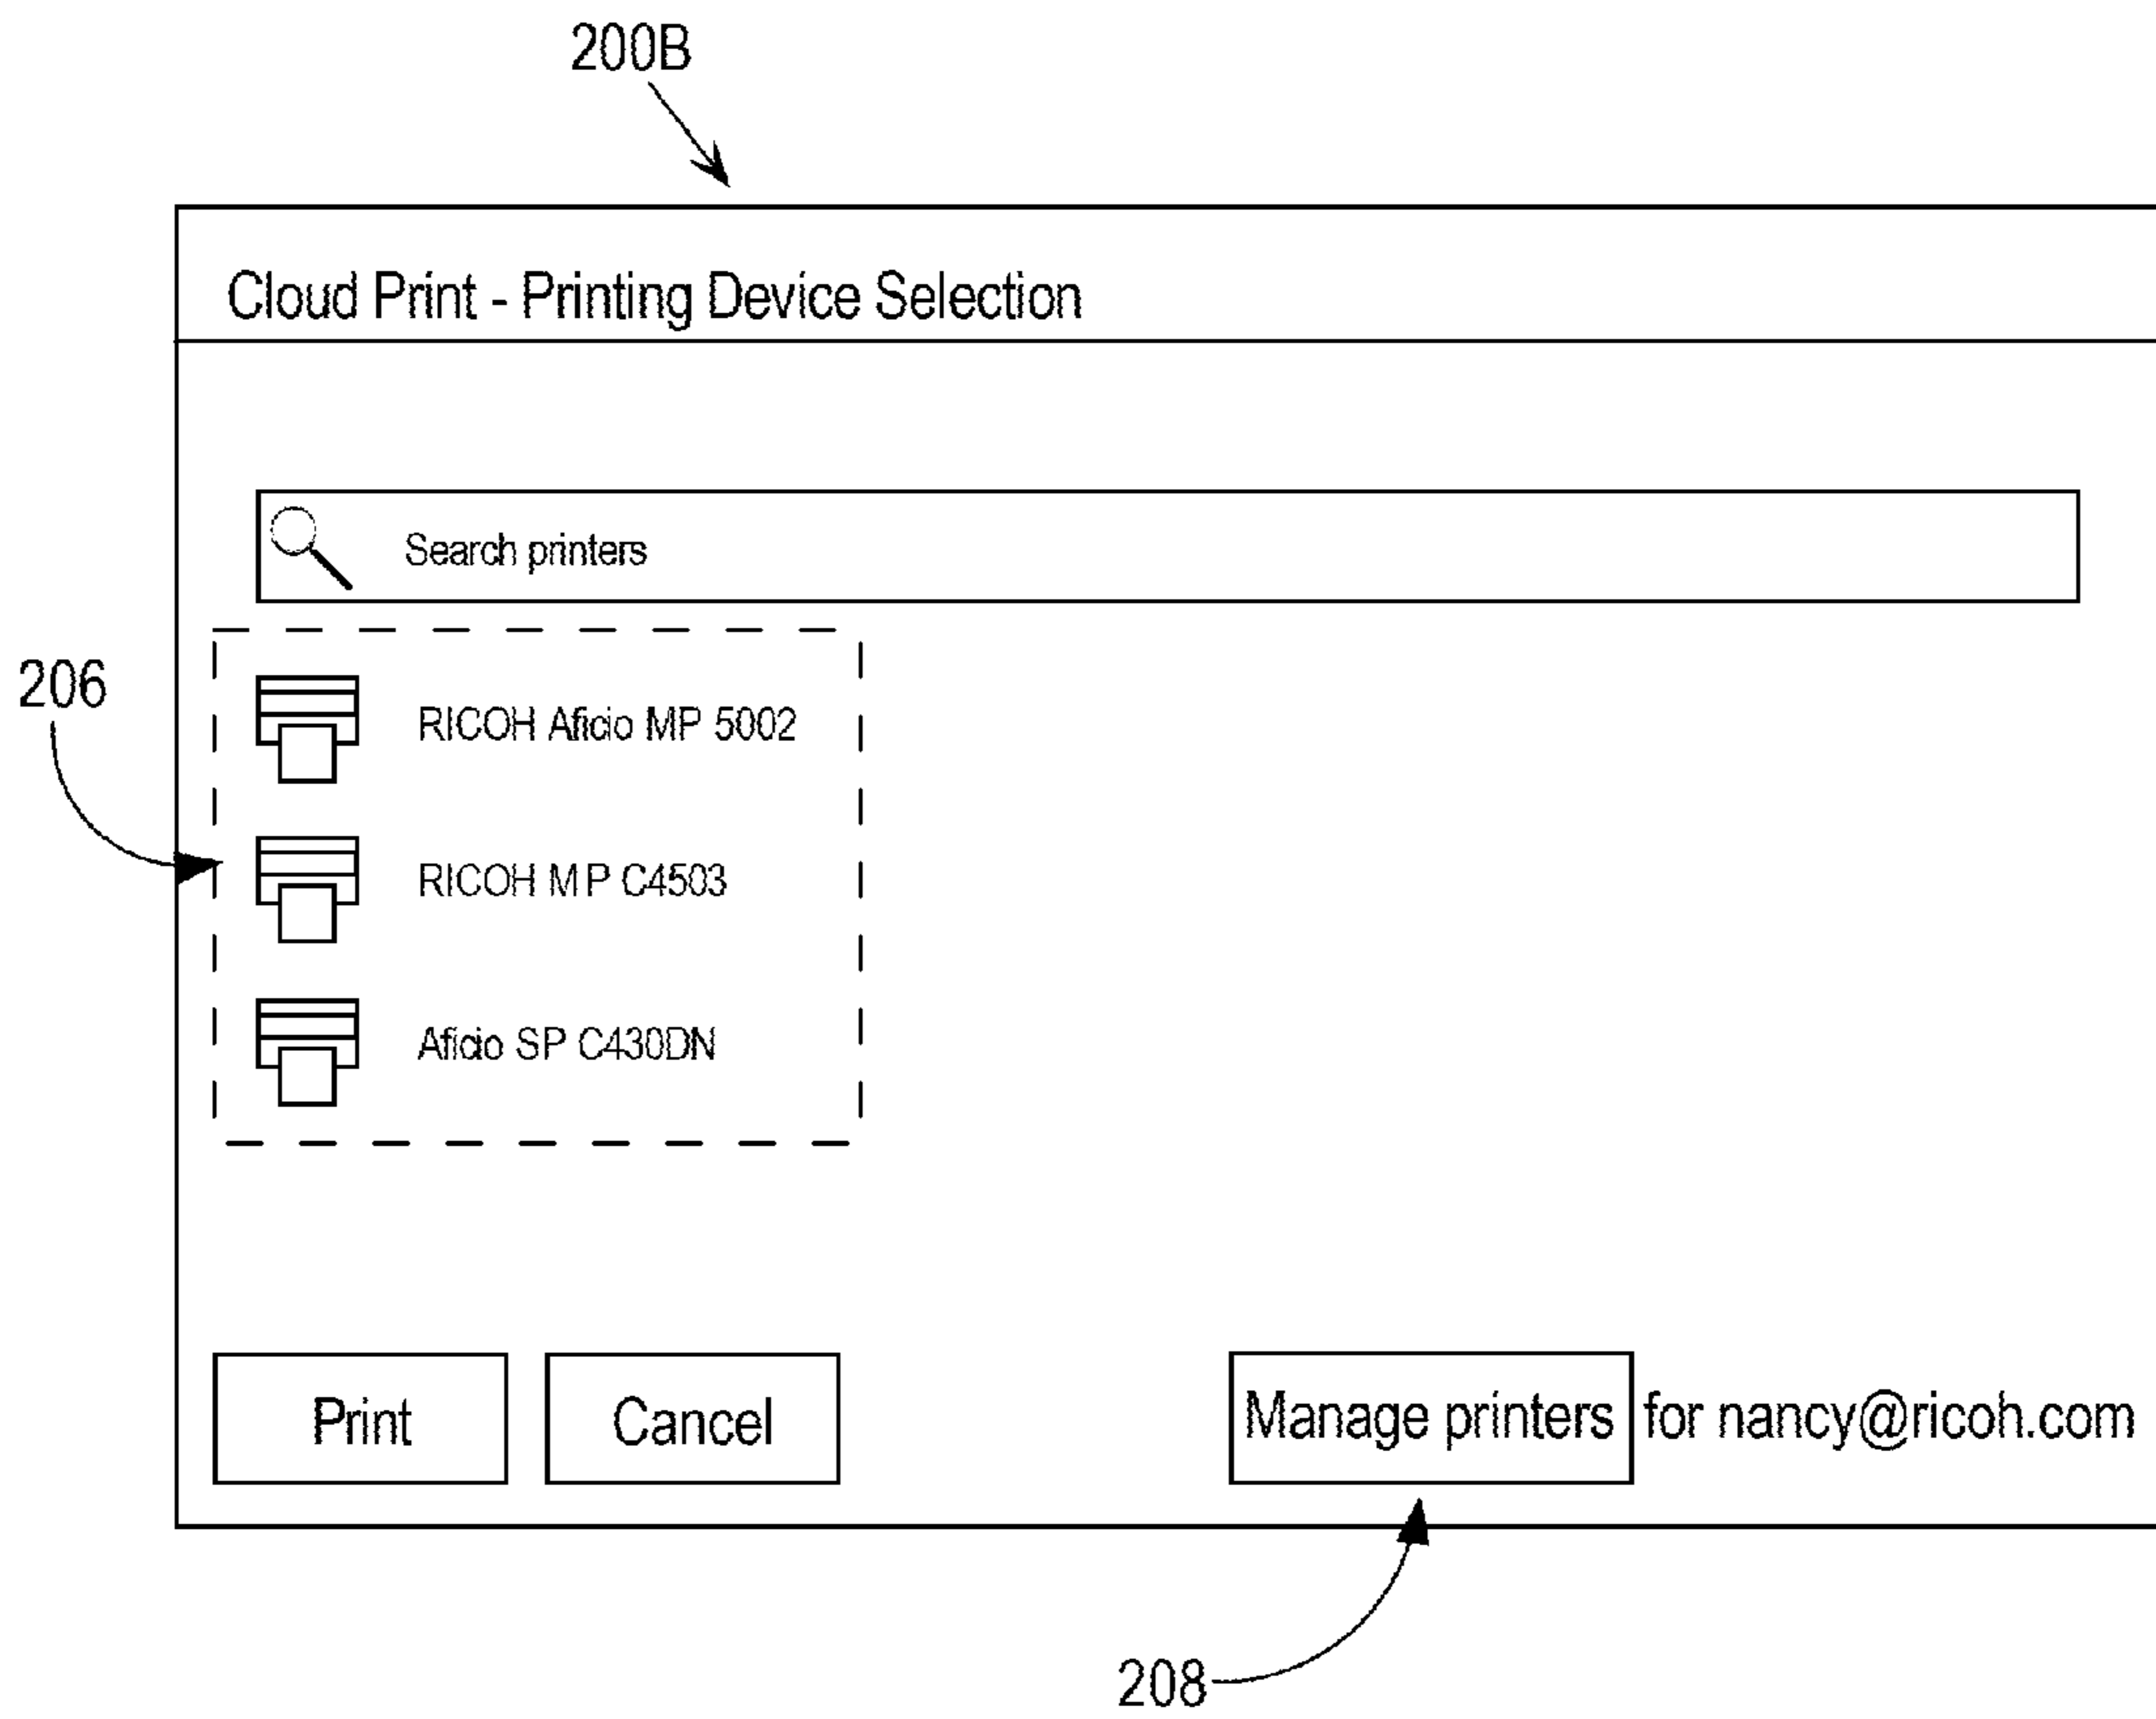 200B
Cloud Print - Printing Device Selection
Search printers
206
RICOH Aficio MP 5002
RICOH MP C4503
Aficio SP C430DN
Print
Cancel
Manage printers for nancy@ricoh.com
208